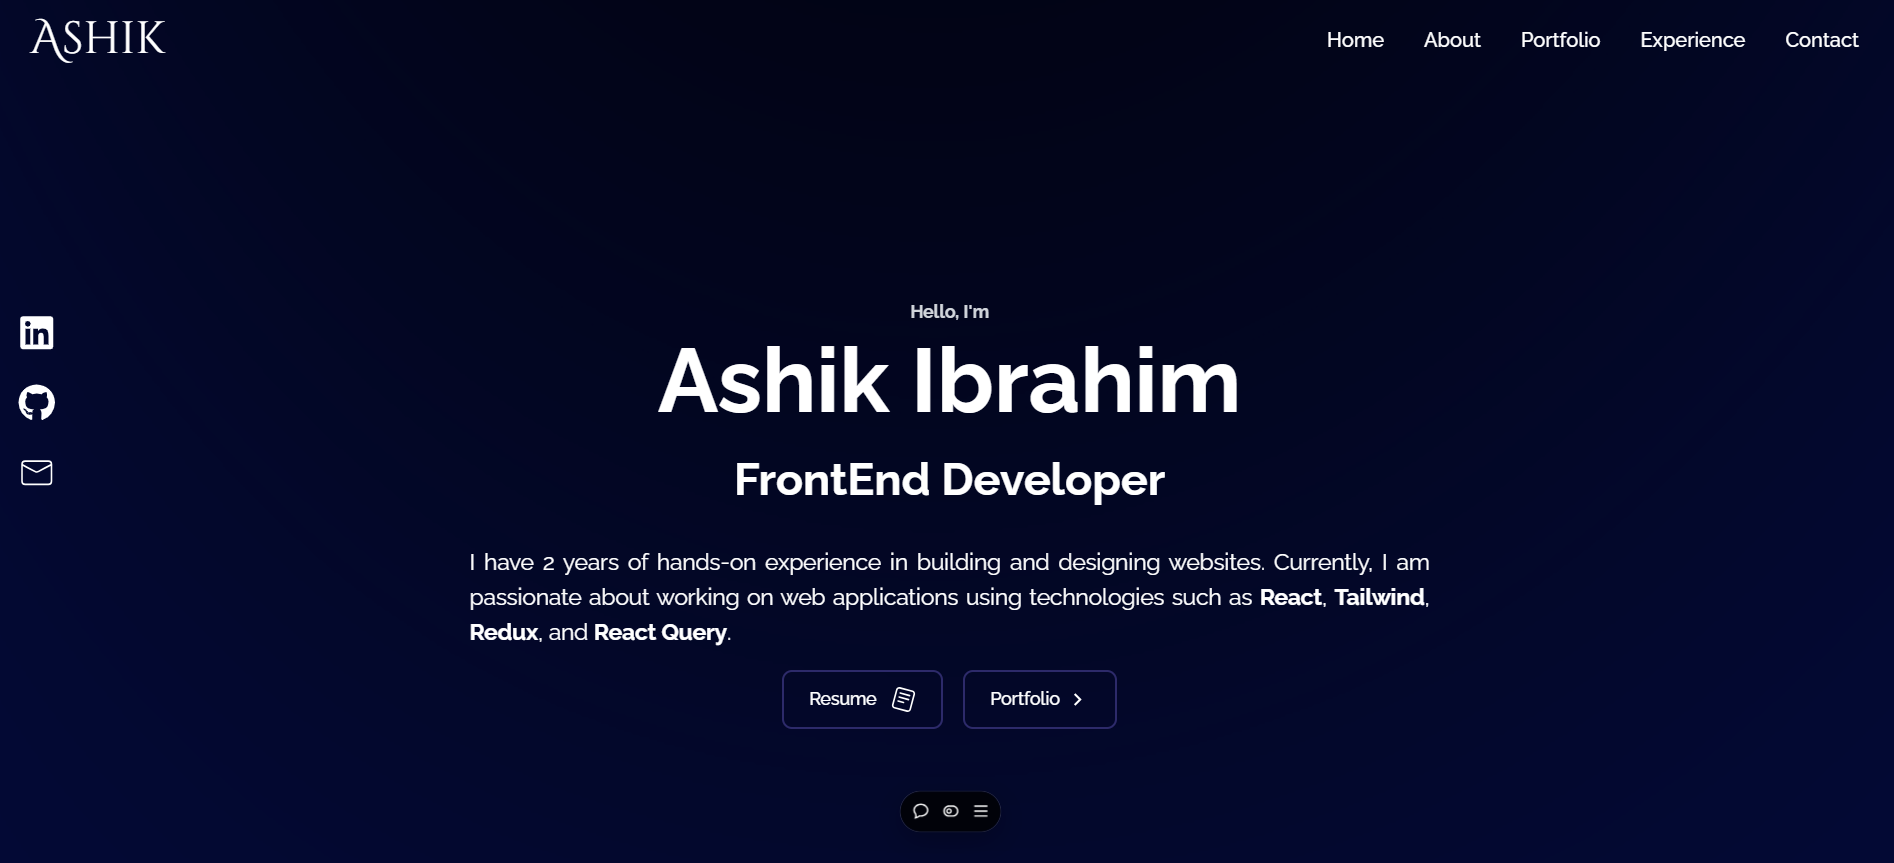 ASHIK
Home About Portfolio Experience Contact
Hello, I'm
Ashik Ibrahim
FrontEnd Developer
I have 2 years of hands-on experience in building and designing websites. Currently, I am
passionate about working on web applications using technologies such as React, Tailwind,
Redux, and React Query.
Resume Portfolio